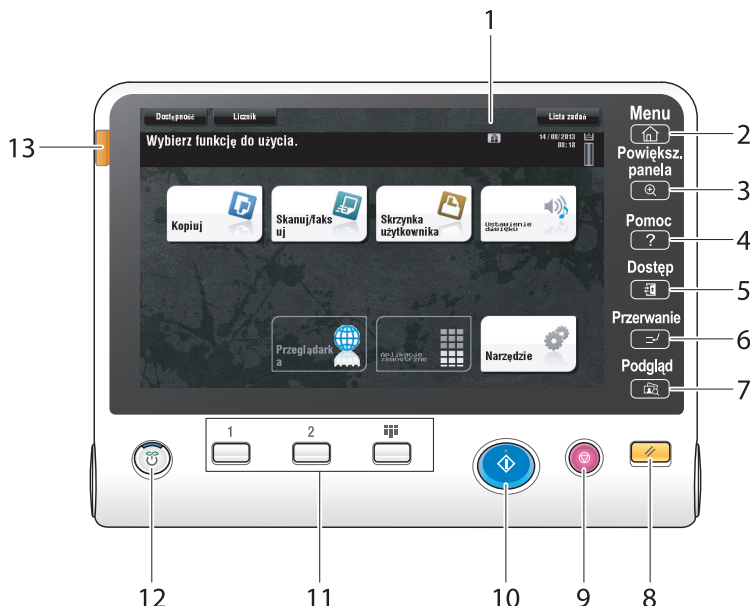 1
Dostępność Licznik Lista zadań
Wybierz funkcję do użycia.
14/08/2013
08:18
Kopiuj
Skanuj/faks
uj
Skrzynka
użytkownika
Ustawienie
dźwięku
Przeglądark
a
Aplikacje
zewnętrzne
Narzędzie
Menu
2
Powiększ.
panela
3
Pomoc
?
4
Dostęp
5
Przerwanie
6
Podgląd
7
13
1 2
12 11 10 9 8